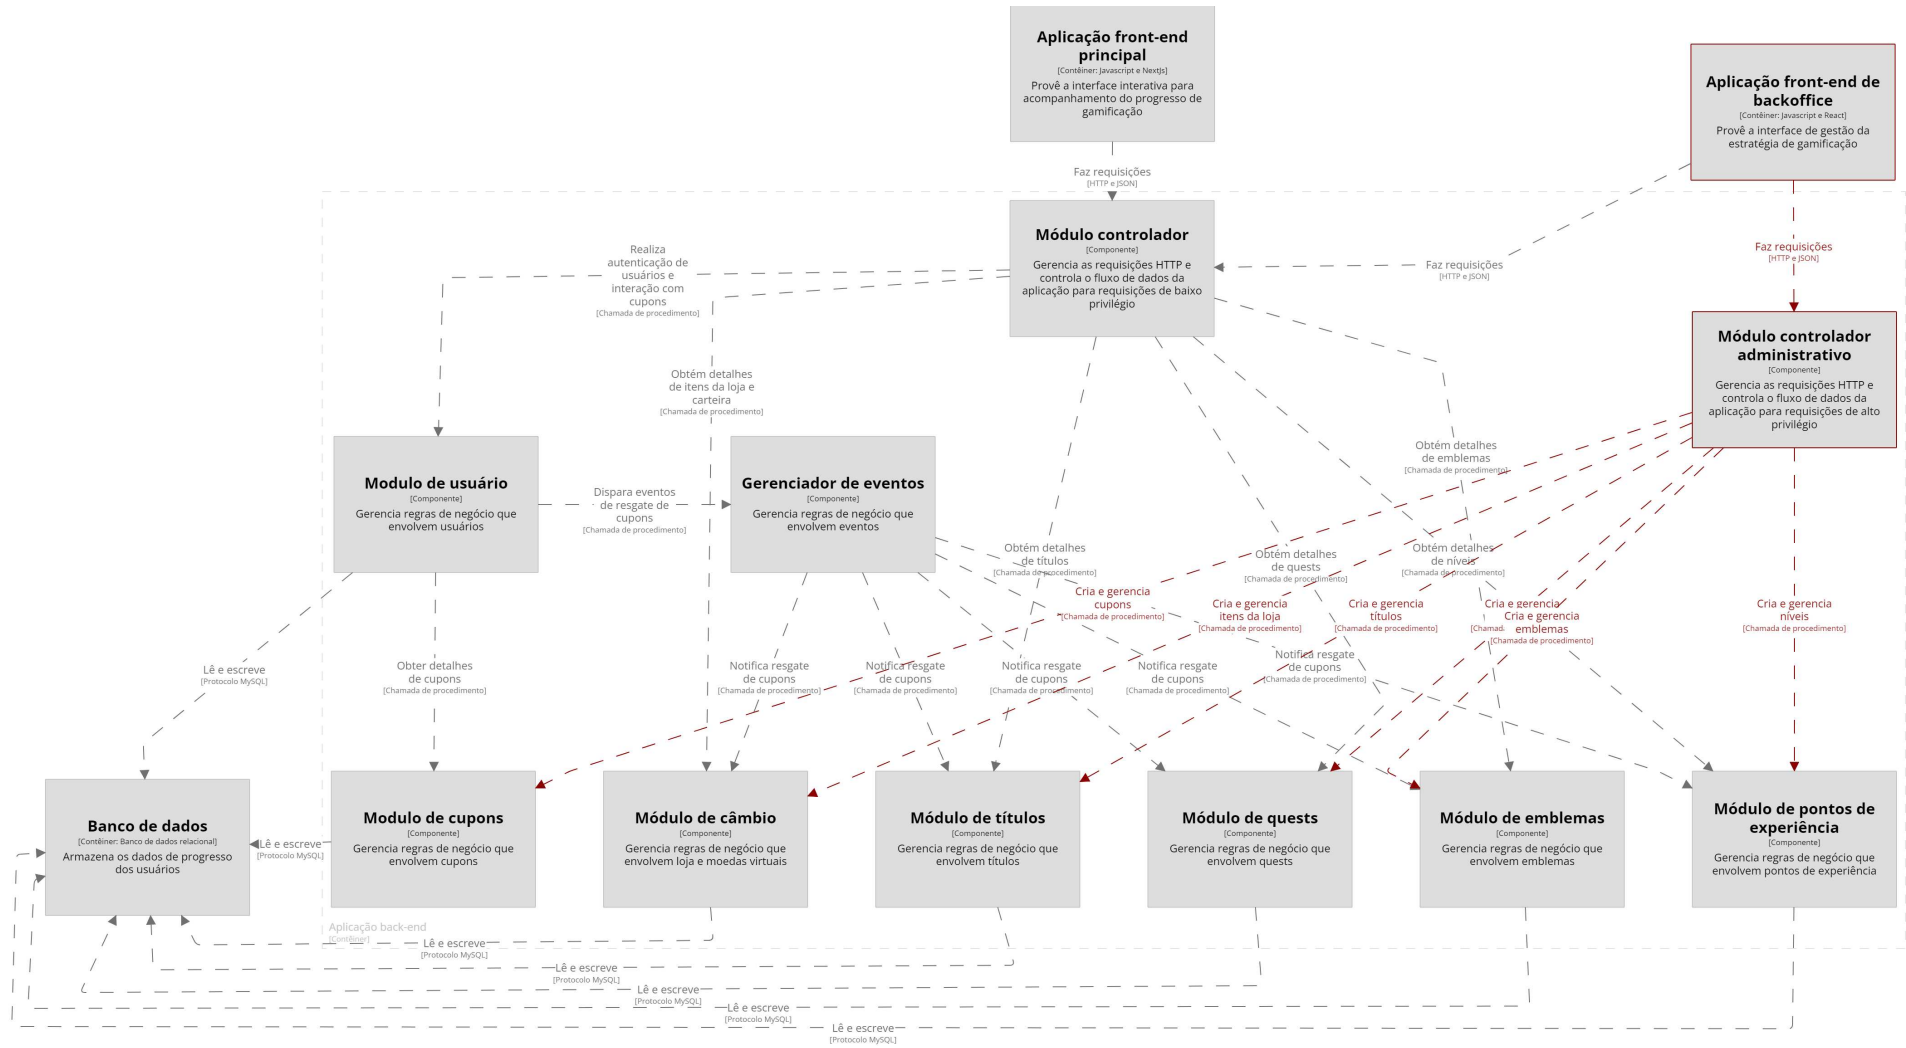 Aplicação front-end
principal
[Contêiner: Javascript e NextJs]
Provê a interface interativa para
acompanhamento do progresso de
gamificação
Aplicação front-end de
backoffice
[Contêiner: Javascript e React]
Provê a interface de gestão da
estratégia de gamificação
Faz requisições
[HTTP e JSON]
Módulo controlador
[Componente]
Gerencia as requisições HTTP e
controla o fluxo de dados da
aplicação para requisições de baixo
privilégio
Faz requisições
[HTTP e JSON]
Faz requisições
[HTTP e JSON]
Realiza
autenticação de
usuários e
interação com
cupons
[Chamada de procedimento]
Módulo controlador
administrativo
[Componente]
Gerencia as requisições HTTP e
controla o fluxo de dados da
aplicação para requisições de alto
privilégio
Obtém detalhes
de itens da loja e
carteira
[Chamada de procedimento]
Obtém detalhes
de emblemas
[Chamada de procedimento]
Modulo de usuário
[Componente]
Gerencia regras de negócio que
envolvem usuários
Dispara eventos
de resgate de
cupons
[Chamada de procedimento]
Gerenciador de eventos
[Componente]
Gerencia regras de negócio que
envolvem eventos
Obtém detalhes
de títulos
[Chamada de procedimento]
Obtém detalhes
de quests
[Chamada de procedimento]
Obtém detalhes
de níveis
[Chamada de procedimento]
Cria e gerencia
cupons
[Chamada de procedimento]
Cria e gerencia
itens da loja
[Chamada de procedimento]
Cria e gerencia
títulos
[Chamada de procedimento]
Cria e gerencia
Cria e gerencia
emblemas
[Chamada de procedimento]
Cria e gerencia
níveis
[Chamada de procedimento]
Lê e escreve
[Protocolo MySQL]
Obter detalhes
de cupons
[Chamada de procedimento]
Notifica resgate
de cupons
[Chamada de procedimento]
Notifica resgate
de cupons
[Chamada de procedimento]
Notifica resgate
de cupons
[Chamada de procedimento]
Notifica resgate
de cupons
[Chamada de procedimento]
Notifica resgate
de cupons
[Chamada de procedimento]
Banco de dados
[Contêiner: Banco de dados relacional]
Armazena os dados de progresso
dos usuários
Lê e escreve
[Protocolo MySQL]
Modulo de cupons
[Componente]
Gerencia regras de negócio que
envolvem cupons
Módulo de câmbio
[Componente]
Gerencia regras de negócio que
envolvem loja e moedas virtuais
Módulo de títulos
[Componente]
Gerencia regras de negócio que
envolvem títulos
Módulo de quests
[Componente]
Gerencia regras de negócio que
envolvem quests
Módulo de emblemas
[Componente]
Gerencia regras de negócio que
envolvem emblemas
Módulo de pontos de
experiência
[Componente]
Gerencia regras de negócio que
envolvem pontos de experiência
Aplicação back-end
[Contêiner]
Lê e escreve
[Protocolo MySQL]
Lê e escreve
[Protocolo MySQL]
Lê e escreve
[Protocolo MySQL]
Lê e escreve
[Protocolo MySQL]
Lê e escreve
[Protocolo MySQL]